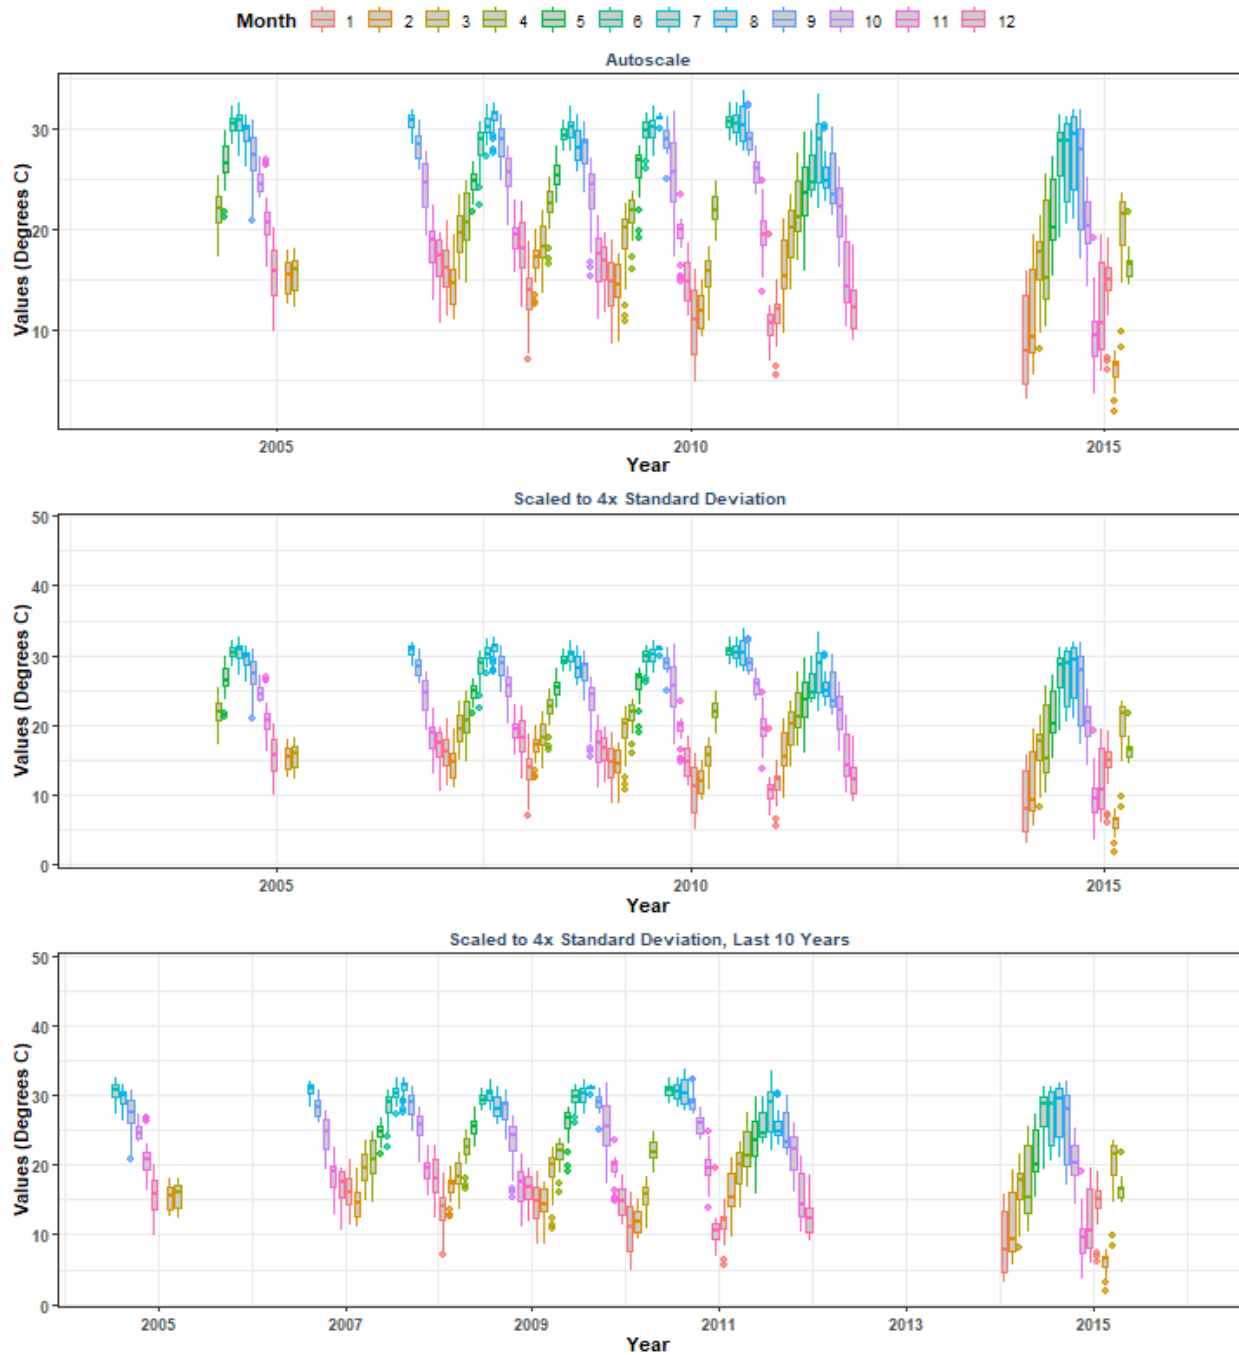 Month 1 2 3 4 5 6 7 8 9 10 11 12
Autoscale
Values (Degrees C)
30
20
10
2005 2010 2015
Year
Scaled to 4x Standard Deviation
Values (Degrees C)
50
40
30
20
10
0
2005 2010 2015
Year
Scaled to 4x Standard Deviation, Last 10 Years
Values (Degrees C)
50
40
30
20
10
0
2005 2007 2009 2011 2013 2015
Year